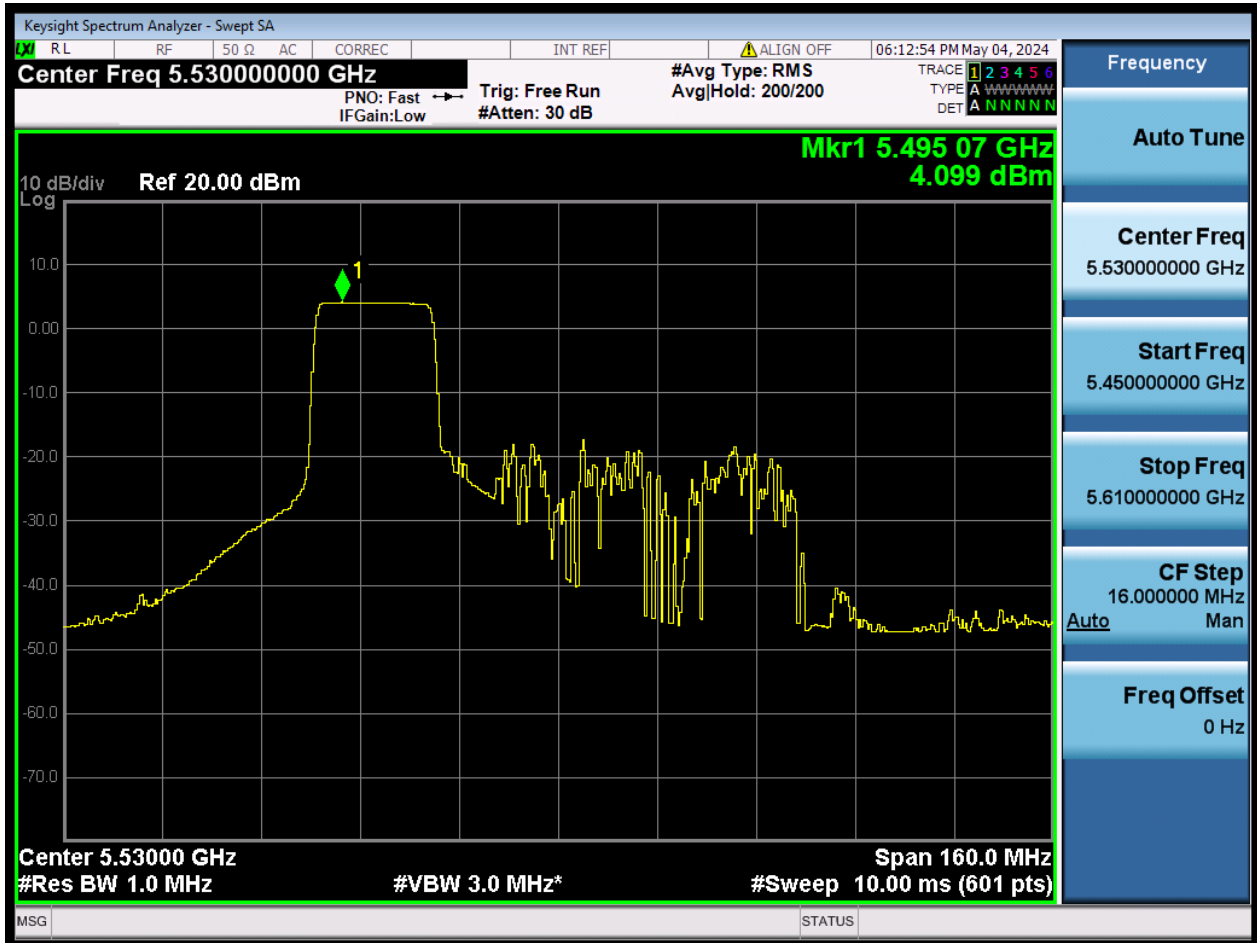 Keysight Spectrum Analyzer - Swept SA
LXI RL RF 50 Ω AC CORREC INT REF ALIGN OFF 06:12:54 PM May 04, 2024
Center Freq 5.530000000 GHz
PNO: Fast
IFGain:Low
Trig: Free Run
#Atten: 30 dB
#Avg Type: RMS
Avg|Hold: 200/200
TRACE 1 2 3 4 5 6
TYPE A WWWWW
DET A N N N N N
Mkr1 5.495 07 GHz
4.099 dBm
10 dB/div Ref 20.00 dBm
Log
1
10.0
0.00
-10.0
-20.0
-30.0
-40.0
-50.0
-60.0
-70.0
Center 5.53000 GHz Span 160.0 MHz
#Res BW 1.0 MHz #VBW 3.0 MHz* #Sweep 10.00 ms (601 pts)
MSG STATUS
Frequency
Auto Tune
Center Freq
5.530000000 GHz
Start Freq
5.450000000 GHz
Stop Freq
5.610000000 GHz
CF Step
16.000000 MHz
Auto Man
Freq Offset
0 Hz